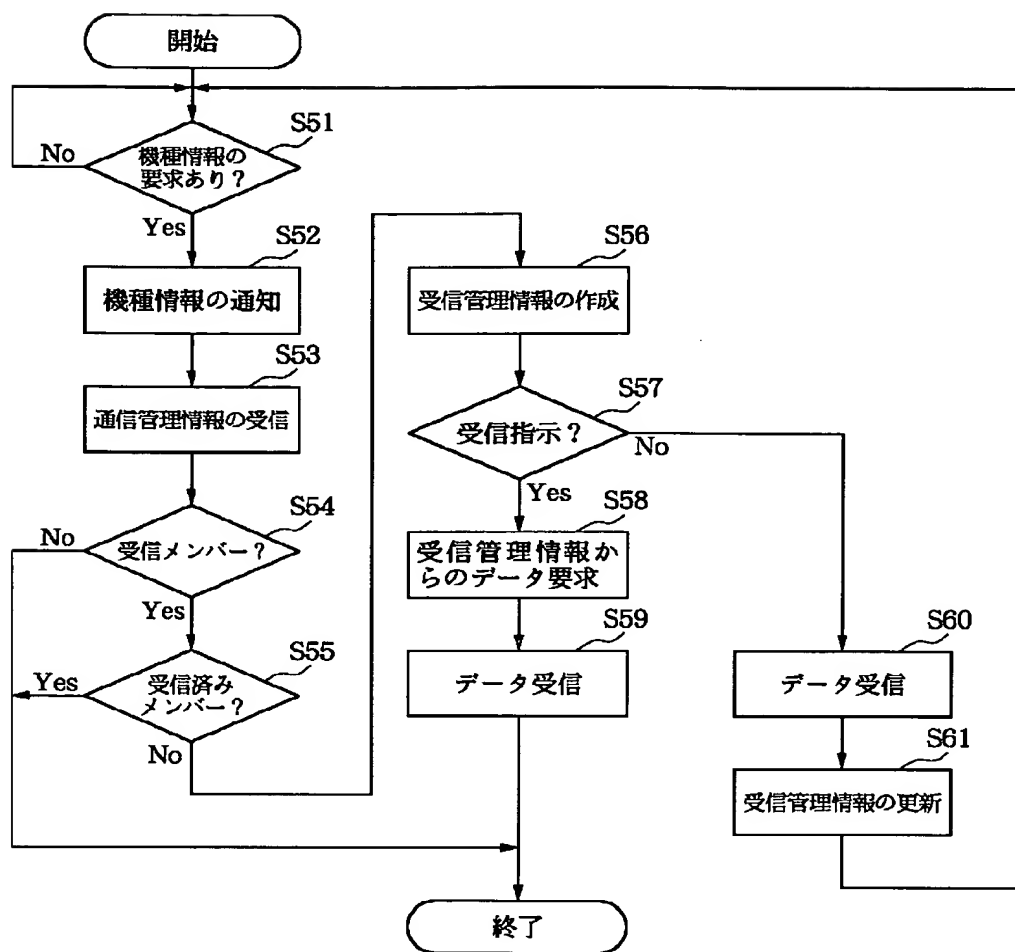 開始
S51
機種情報の
要求あり？
No
Yes
S52
機種情報の通知
S53
通信管理情報の受信
S54
受信メンバー？
No
Yes
S55
受信済み
メンバー？
Yes
No
S56
受信管理情報の作成
S57
受信指示？
No
Yes
S58
受信管理情報か
らのデータ要求
S59
データ受信
S60
データ受信
S61
受信管理情報の更新
終了